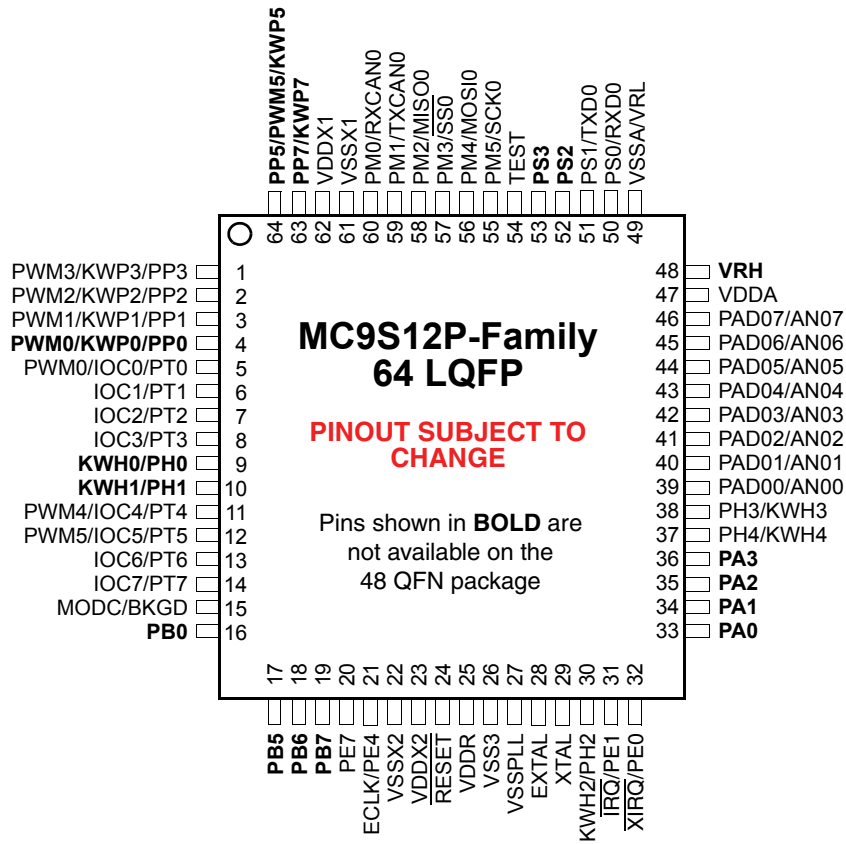 PP5/PWM5/KWP5
PP7/KWP7
VDDX1
VSSX1
PM0/RXCAN0
PM1/TXCAN0
PM2/MISO0
PM3/SS0
PM4/MOSI0
PM5/SCK0
TEST
PS3
PS2
PS1/TXD0
PS0/RXD0
VSSA/VRL
64
63
62
61
60
59
58
57
56
55
54
53
52
51
50
49
PWM3/KWP3/PP3 1
PWM2/KWP2/PP2 2
PWM1/KWP1/PP1 3
PWM0/KWP0/PP0 4
PWM0/IOC0/PT0 5
IOC1/PT1 6
IOC2/PT2 7
IOC3/PT3 8
KWH0/PH0 9
KWH1/PH1 10
PWM4/IOC4/PT4 11
PWM5/IOC5/PT5 12
IOC6/PT6 13
IOC7/PT7 14
MODC/BKGD 15
PB0 16
MC9S12P-Family
64 LQFP
PINOUT SUBJECT TO
CHANGE
Pins shown in BOLD are
not available on the
48 QFN package
48 VRH
47 VDDA
46 PAD07/AN07
45 PAD06/AN06
44 PAD05/AN05
43 PAD04/AN04
42 PAD03/AN03
41 PAD02/AN02
40 PAD01/AN01
39 PAD00/AN00
38 PH3/KWH3
37 PH4/KWH4
36 PA3
35 PA2
34 PA1
33 PA0
17
18
19
20
21
22
23
24
25
26
27
28
29
30
31
32
PB5
PB6
PB7
PE7
ECLK/PE4
VSSX2
VDDX2
RESET
VDDR
VSS3
VSSPLL
EXTAL
XTAL
KWH2/PH2
IRQ/PE1
XIRQ/PE0